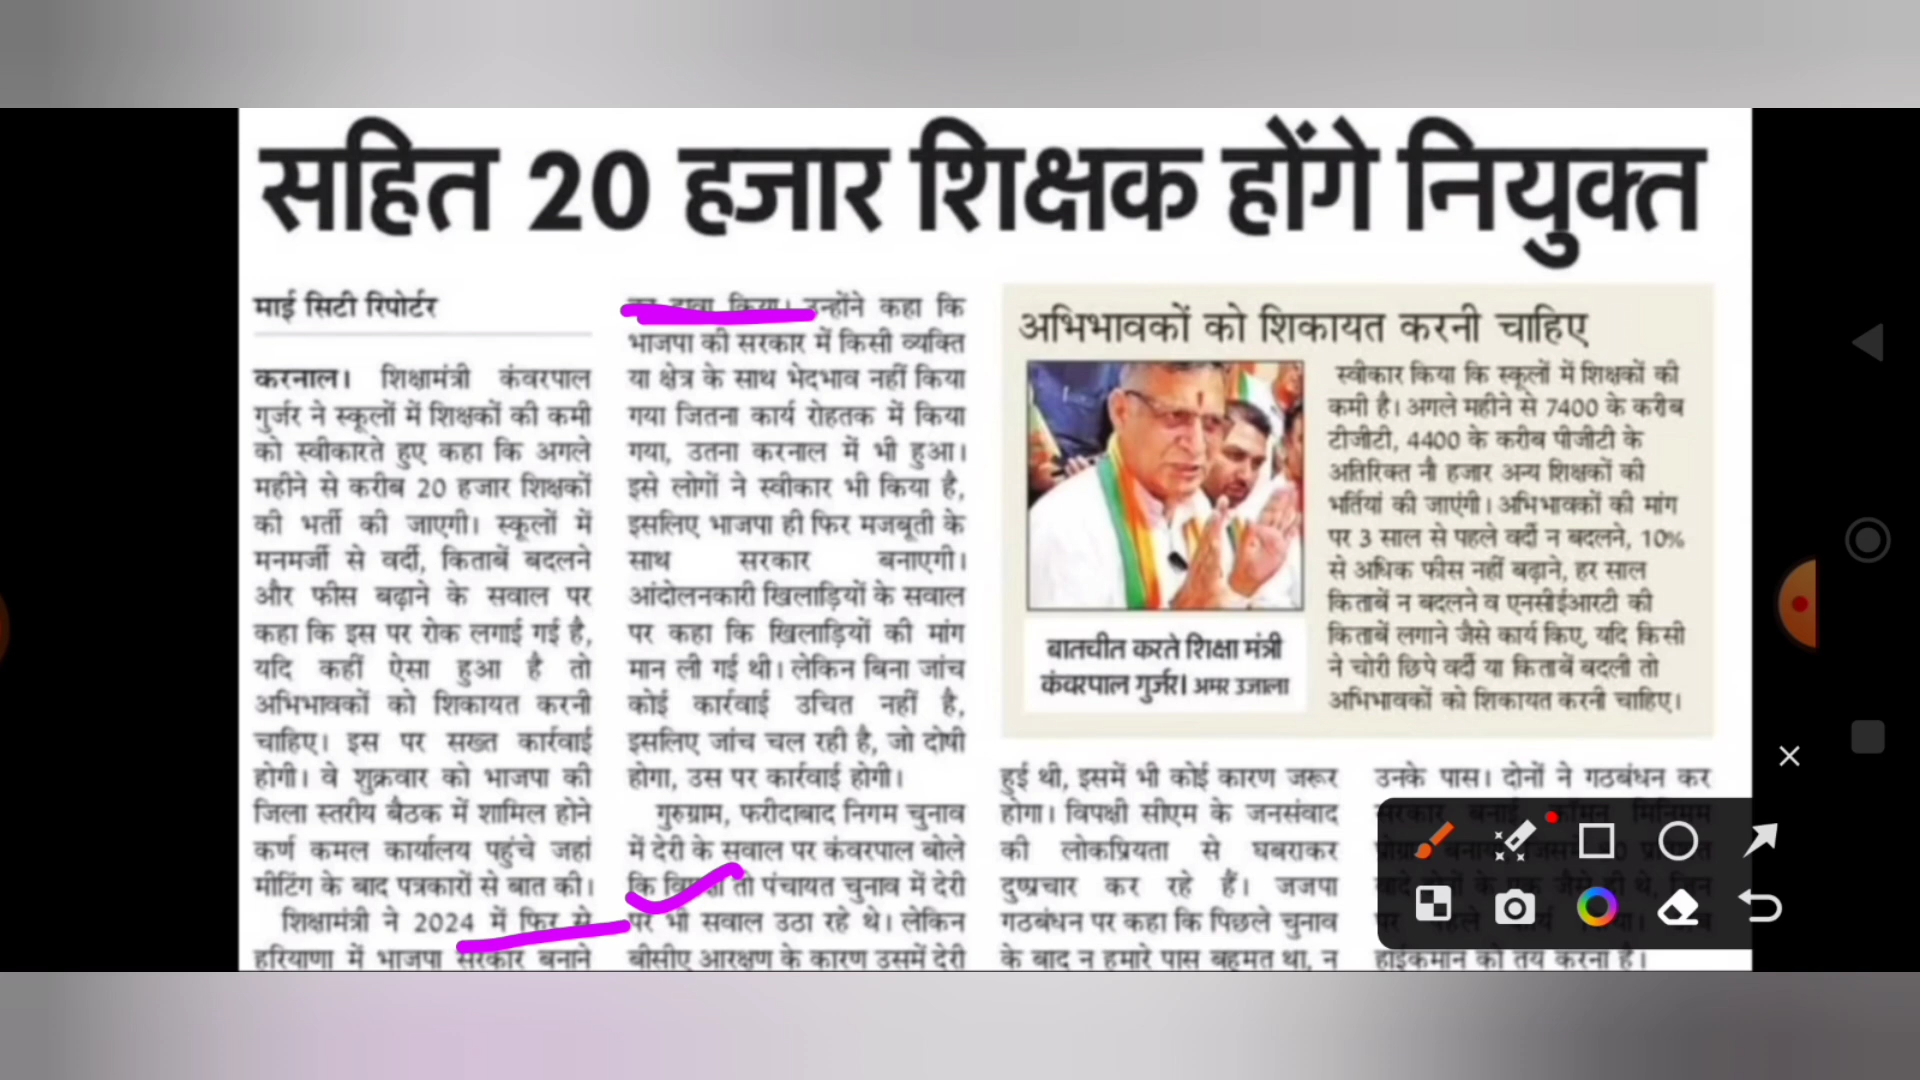 सहित 20 हजार शिक्षक होंगे नियुक्त
माई सिटी रिपोर्टर
करनाल। शिक्षामंत्री कंवरपाल
गुर्जर ने स्कूलों में शिक्षकों की कमी
को स्वीकारते हुए कहा कि अगले
महीने से करीब 20 हजार शिक्षकों
की भर्ती की जाएगी। स्कूलों में
मनमर्जी से वर्दी, किताबें बदलने
और फीस बढ़ाने के सवाल पर
कहा कि इस पर रोक लगाई गई है,
यदि कहीं ऐसा हुआ है तो
अभिभावकों को शिकायत करनी
चाहिए। इस पर सख्त कार्रवाई
होगी। वे शुक्रवार को भाजपा की
जिला स्तरीय बैठक में शामिल होने
कर्ण कमल कार्यालय पहुंचे जहां
मीटिंग के बाद पत्रकारों से बात की।
शिक्षामंत्री ने 2024 में फिर से
हरियाणा में भाजपा सरकार बनाने
का दावा किया। उन्होंने कहा कि
भाजपा की सरकार में किसी व्यक्ति
या क्षेत्र के साथ भेदभाव नहीं किया
गया जितना कार्य रोहतक में किया
गया, उतना करनाल में भी हुआ।
इसे लोगों ने स्वीकार भी किया है,
इसलिए भाजपा ही फिर मजबूती के
साथ सरकार बनाएगी।
आंदोलनकारी खिलाड़ियों के सवाल
पर कहा कि खिलाड़ियों की मांग
मान ली गई थी। लेकिन बिना जांच
कोई कार्रवाई उचित नहीं है,
इसलिए जांच चल रही है, जो दोषी
होगा, उस पर कार्रवाई होगी।
गुरुग्राम, फरीदाबाद निगम चुनाव
में देरी के सवाल पर कंवरपाल बोले
कि तो पंचायत चुनाव में देरी
पर भी सवाल उठा रहे थे। लेकिन
बीसीए आरक्षण के कारण उसमें देरी
अभिभावकों को शिकायत करनी चाहिए
स्वीकार किया कि स्कूलों में शिक्षकों की
कमी है। अगले महीने से 7400 के करीब
टीजीटी, 4400 के करीब पीजीटी के
अतिरिक्त नौ हजार अन्य शिक्षकों की
भर्तियां की जाएंगी। अभिभावकों की मांग
पर 3 साल से पहले वर्दी न बदलने, 10%
से अधिक फीस नहीं बढ़ाने, हर साल
किताबें न बदलने व एनसीईआरटी की
किताबें लगाने जैसे कार्य किए, यदि किसी
ने चोरी छिपे वर्दी या किताबें बदली तो
अभिभावकों को शिकायत करनी चाहिए।
बातचीत करते शिक्षा मंत्री
कंवरपाल गुर्जर। अमर उजाला
हुई थी, इसमें भी कोई कारण जरूर
होगा। विपक्षी सीएम के जनसंवाद
की लोकप्रियता से घबराकर
दुष्प्रचार कर रहे हैं। जजपा
गठबंधन पर कहा कि पिछले चुनाव
के बाद न हमारे पास बहुमत था, न
उनके पास। दोनों ने गठबंधन कर
सरकार बनाई, कॉमन मिनिमम
हाईकमान को तय करना है।